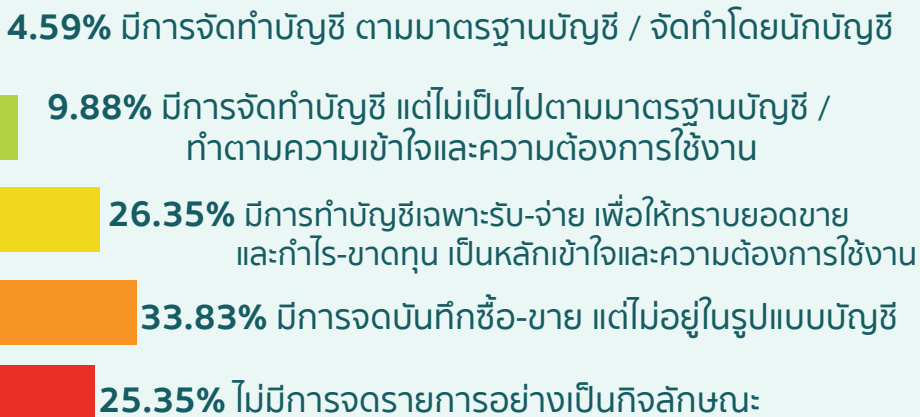 4.59% มีการจัดทำบัญชี ตามมาตรฐานบัญชี / จัดทำโดยนักบัญชี
9.88% มีการจัดทำบัญชี แต่ไม่เป็นไปตามมาตรฐานบัญชี /
ทำตามความเข้าใจและความต้องการใช้งาน
26.35% มีการทำบัญชีเฉพาะรับ-จ่าย เพื่อให้ทราบยอดขาย
และกำไร-ขาดทุน เป็นหลักเข้าใจและความต้องการใช้งาน
33.83% มีการจดบันทึกซื้อ-ขาย แต่ไม่อยู่ในรูปแบบบัญชี
25.35% ไม่มีการจดรายการอย่างเป็นกิจลักษณะ